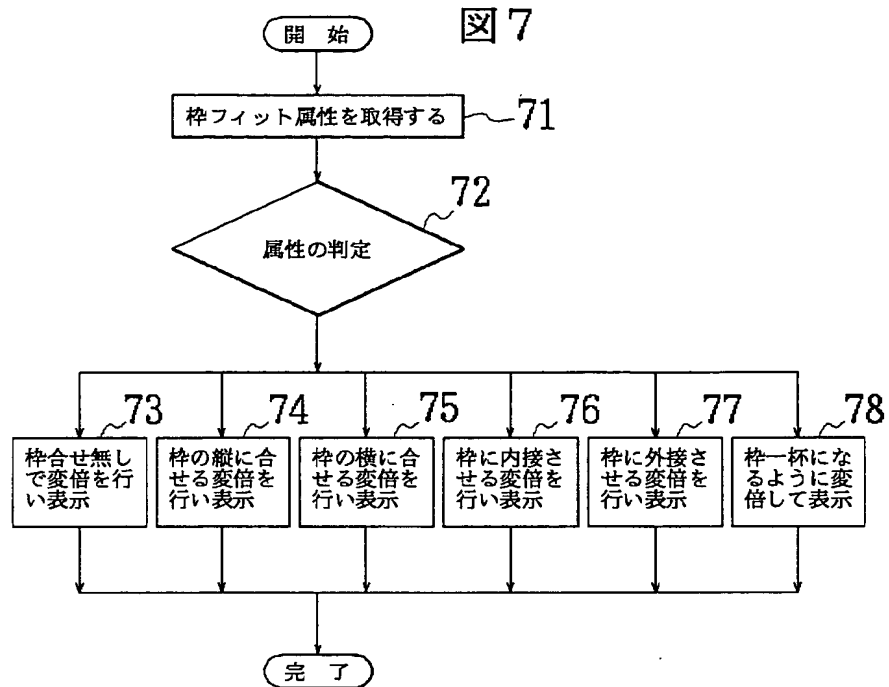 図7
開 始
枠フィット属性を取得する
71
72
属性の判定
73
枠合せ無し
で変倍を行
い表示
74
枠の縦に合
せる変倍を
行い表示
75
枠の横に合
せる変倍を
行い表示
76
枠に内接さ
せる変倍を
行い表示
77
枠に外接さ
せる変倍を
行い表示
78
枠一杯にな
るように変
倍して表示
完 了